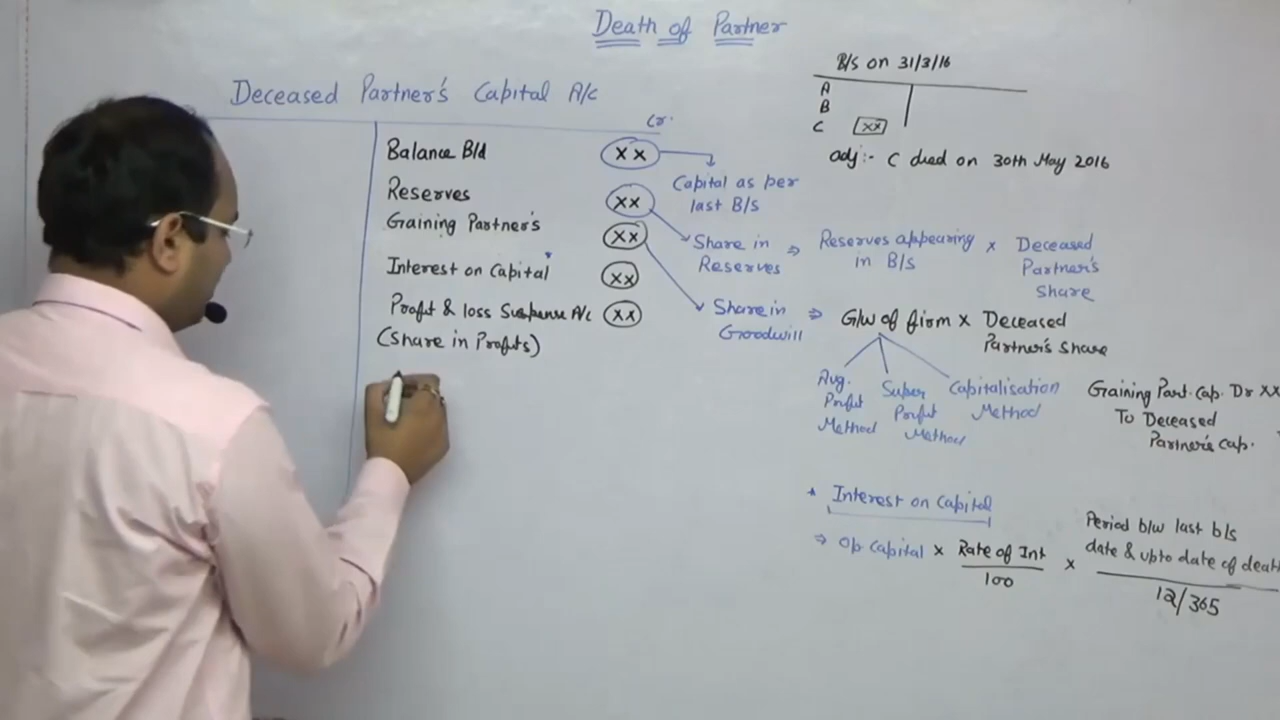 Death of Partner
Deceased Partner's Capital A/c
Cr.
Balance B/d xx
Reserves xx
Gaining Partner's xx
Interest on Capital * xx
Profit & loss Suspense A/c xx
(Share in Profits)
Capital as per
last B/S
Share in
Reserves
⇒ Reserves appearing
in B/S
× Deceased
Partner's
Share
Share in
Goodwill
⇒ G/w of firm × Deceased
Partner's Share
Avg.
Profit
Method
Super
Profit
Method
Capitalisation
Method
B/s on 31/3/16
A
B
C xx
adj:- C died on 30th May 2016
Gaining Part. Cap. Dr xx
To Deceased
Partner's Cap.
* Interest on Capital
⇒ Op. Capital × Rate of Int
100
× Period b/w last b/s
date & upto date of death
12/365